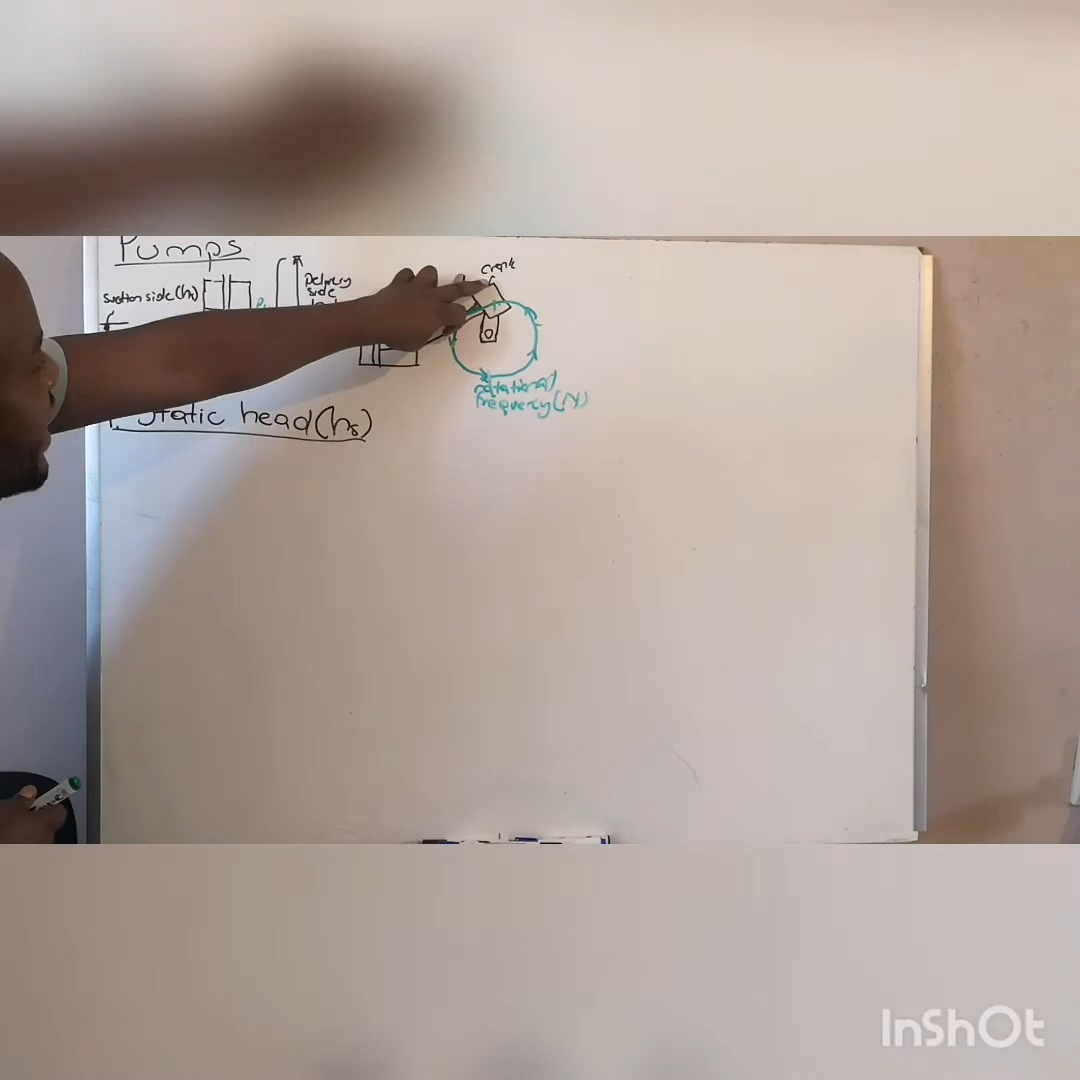 Pumps
Crank
Delivery
side
Suction side(hs)
rotational
frequency(N)
Static head(hs)
InShOt